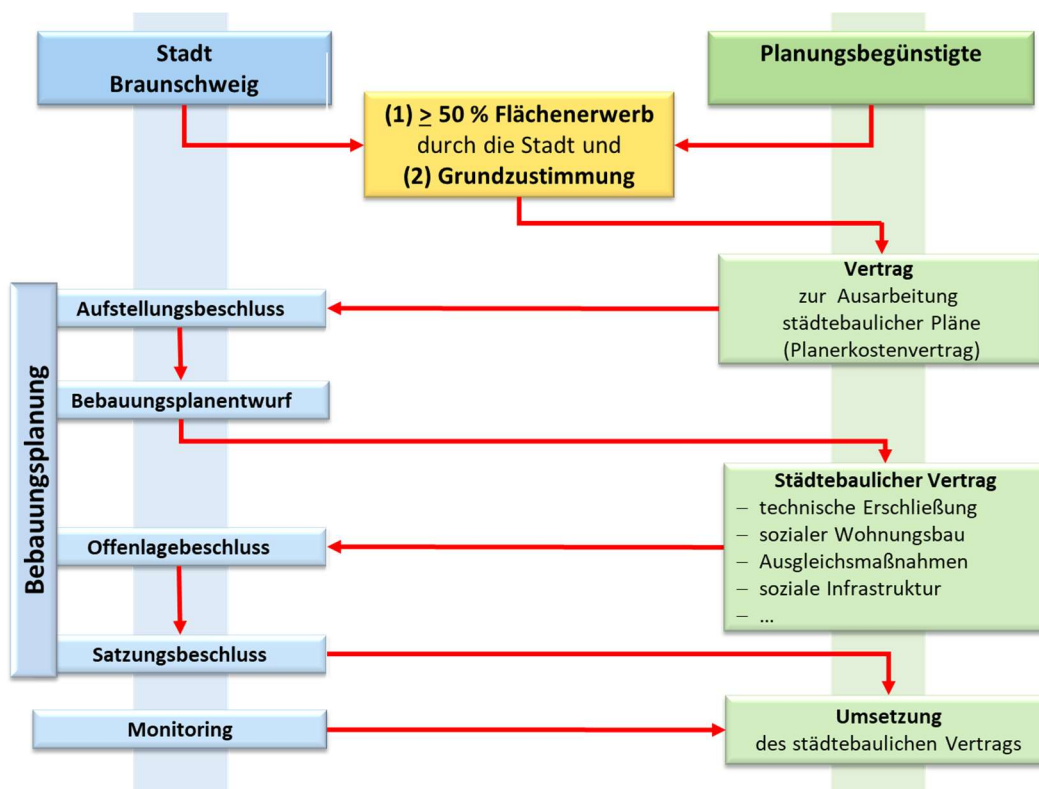 Stadt
Braunschweig
Planungsbegünstigte
(1) ≥ 50 % Flächenerwerb
durch die Stadt und
(2) Grundzustimmung
Vertrag
zur Ausarbeitung
städtebaulicher Pläne
(Planerkostenvertrag)
Bebauungsplanung
Aufstellungsbeschluss
Bebauungsplanentwurf
Städtebaulicher Vertrag
– technische Erschließung
– sozialer Wohnungsbau
– Ausgleichsmaßnahmen
– soziale Infrastruktur
– ...
Offenlagebeschluss
Satzungsbeschluss
Monitoring
Umsetzung
des städtebaulichen Vertrags